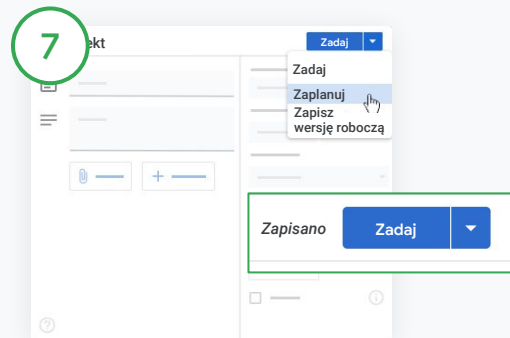 7
ekt
Zadaj
Zadaj
Zaplanuj
Zapisz
wersję roboczą
Zapisano
Zadaj